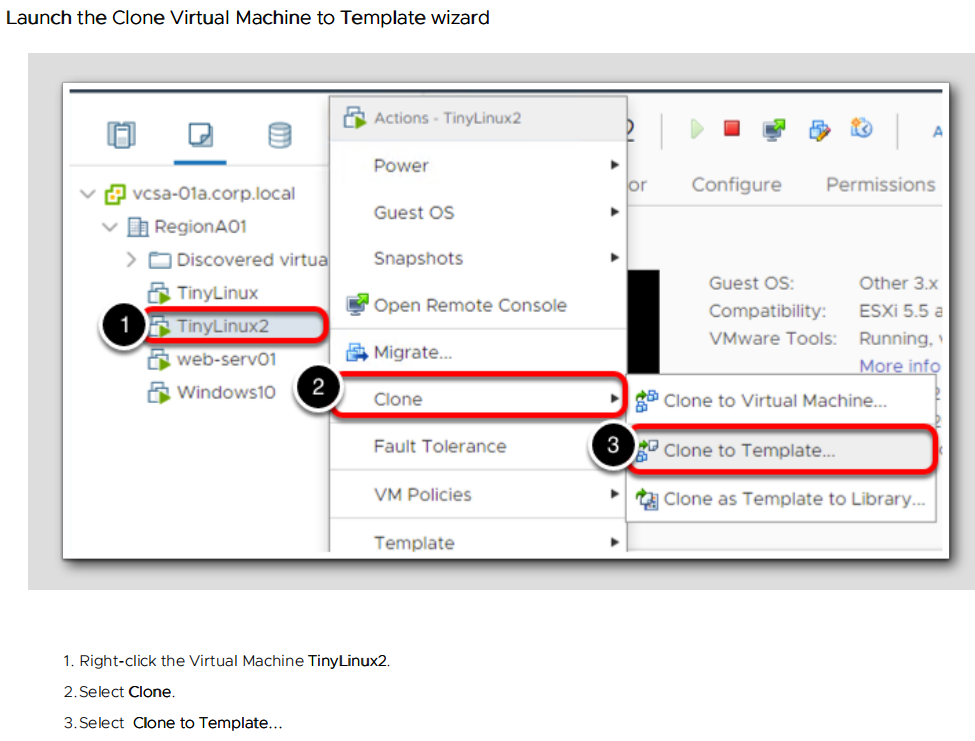 Launch the Clone Virtual Machine to Template wizard
Actions - TinyLinux2
2
vcsa-01a.corp.local
RegionA01
Discovered virtua
TinyLinux
TinyLinux2
web-serv01
Windows10
1
Power
Guest OS
Snapshots
Open Remote Console
Migrate...
2
Clone
Fault Tolerance
VM Policies
Template
or
Configure
Permissions
Guest OS:
Other 3.x
Compatibility:
ESXi 5.5 a
VMware Tools:
Running,
More info
Clone to Virtual Machine...
3
Clone to Template...
Clone as Template to Library...
1. Right-click the Virtual Machine TinyLinux2.
2. Select Clone.
3. Select Clone to Template...